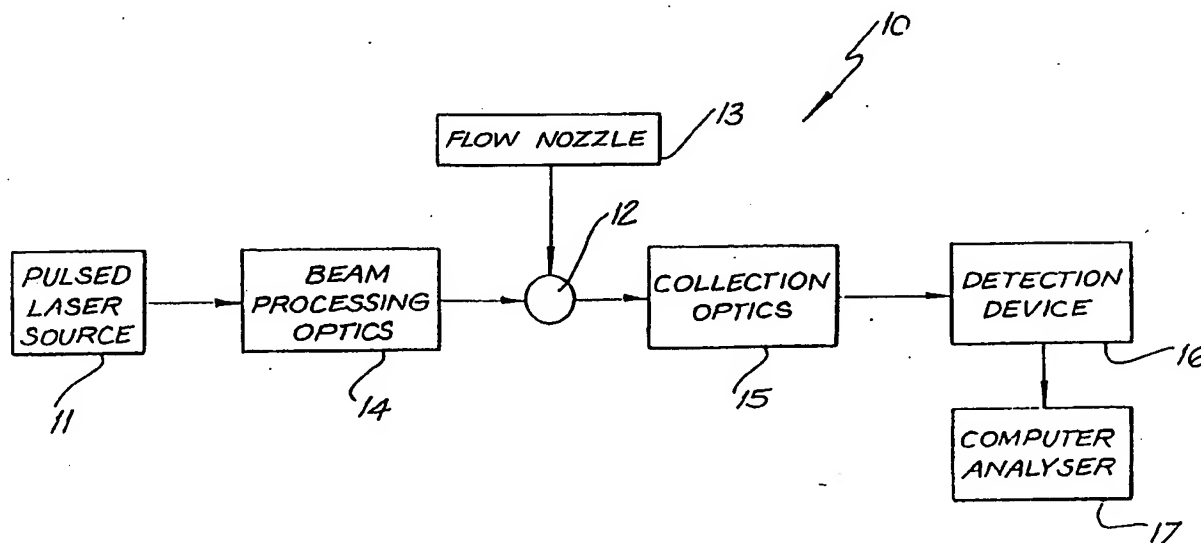 10
FLOW NOZZLE
13
12
PULSED
LASER
SOURCE
11
BEAM
PROCESSING
OPTICS
14
COLLECTION
OPTICS
15
DETECTION
DEVICE
16
COMPUTER
ANALYSER
17